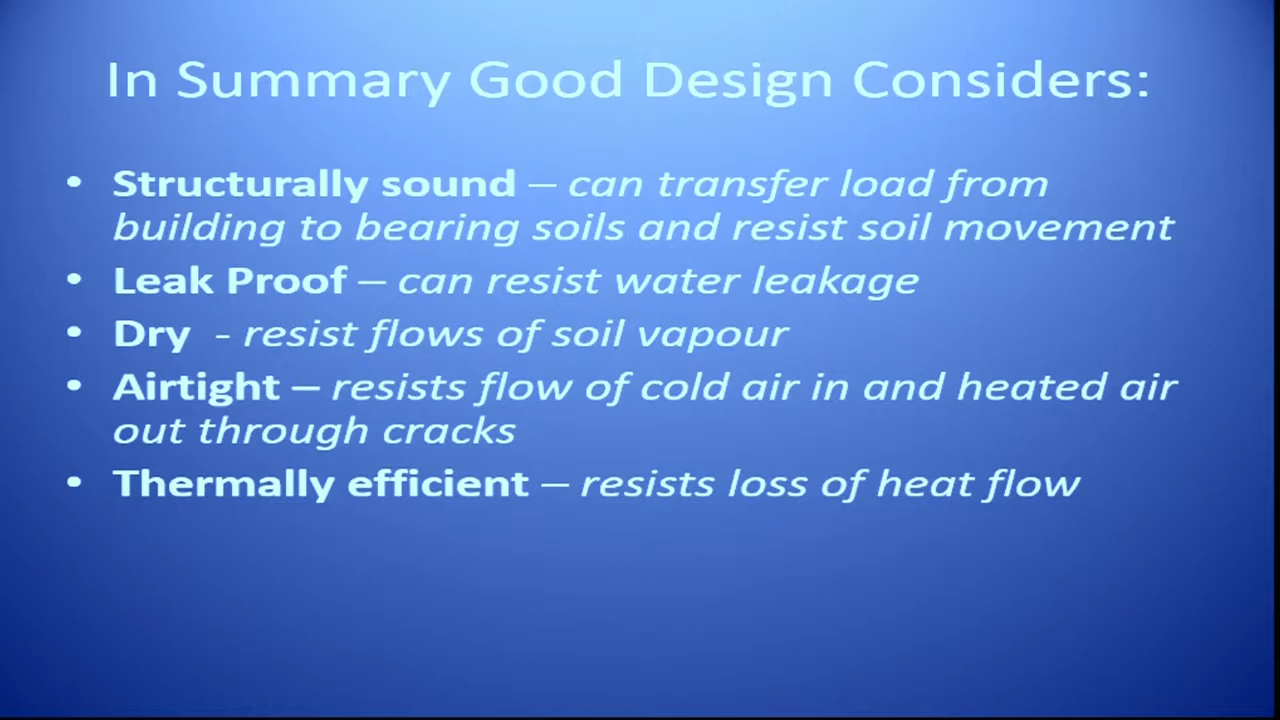 In Summary Good Design Considers:
• Structurally sound – can transfer load from
building to bearing soils and resist soil movement
• Leak Proof – can resist water leakage
• Dry  - resist flows of soil vapour
• Airtight – resists flow of cold air in and heated air
out through cracks
• Thermally efficient – resists loss of heat flow